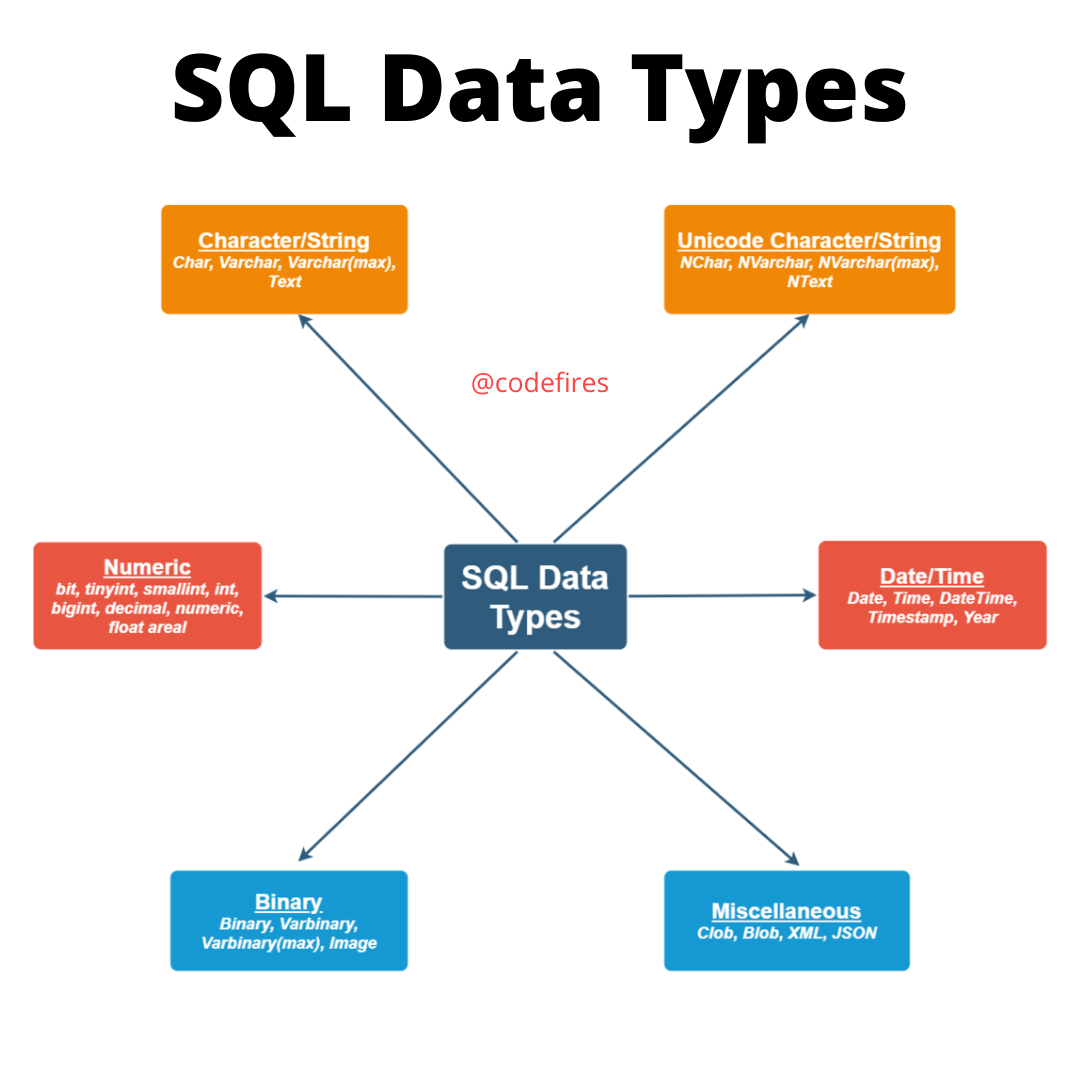 SQL Data Types
Character/String
Char, Varchar, Varchar(max),
Text
Unicode Character/String
NChar, NVarchar, NVarchar(max),
NText
@codefires
Numeric
bit, tinyint, smallint, int,
bigint, decimal, numeric,
float areal
SQL Data
Types
Date/Time
Date, Time, DateTime,
Timestamp, Year
Binary
Binary, Varbinary,
Varbinary(max), Image
Miscellaneous
Clob, Blob, XML, JSON